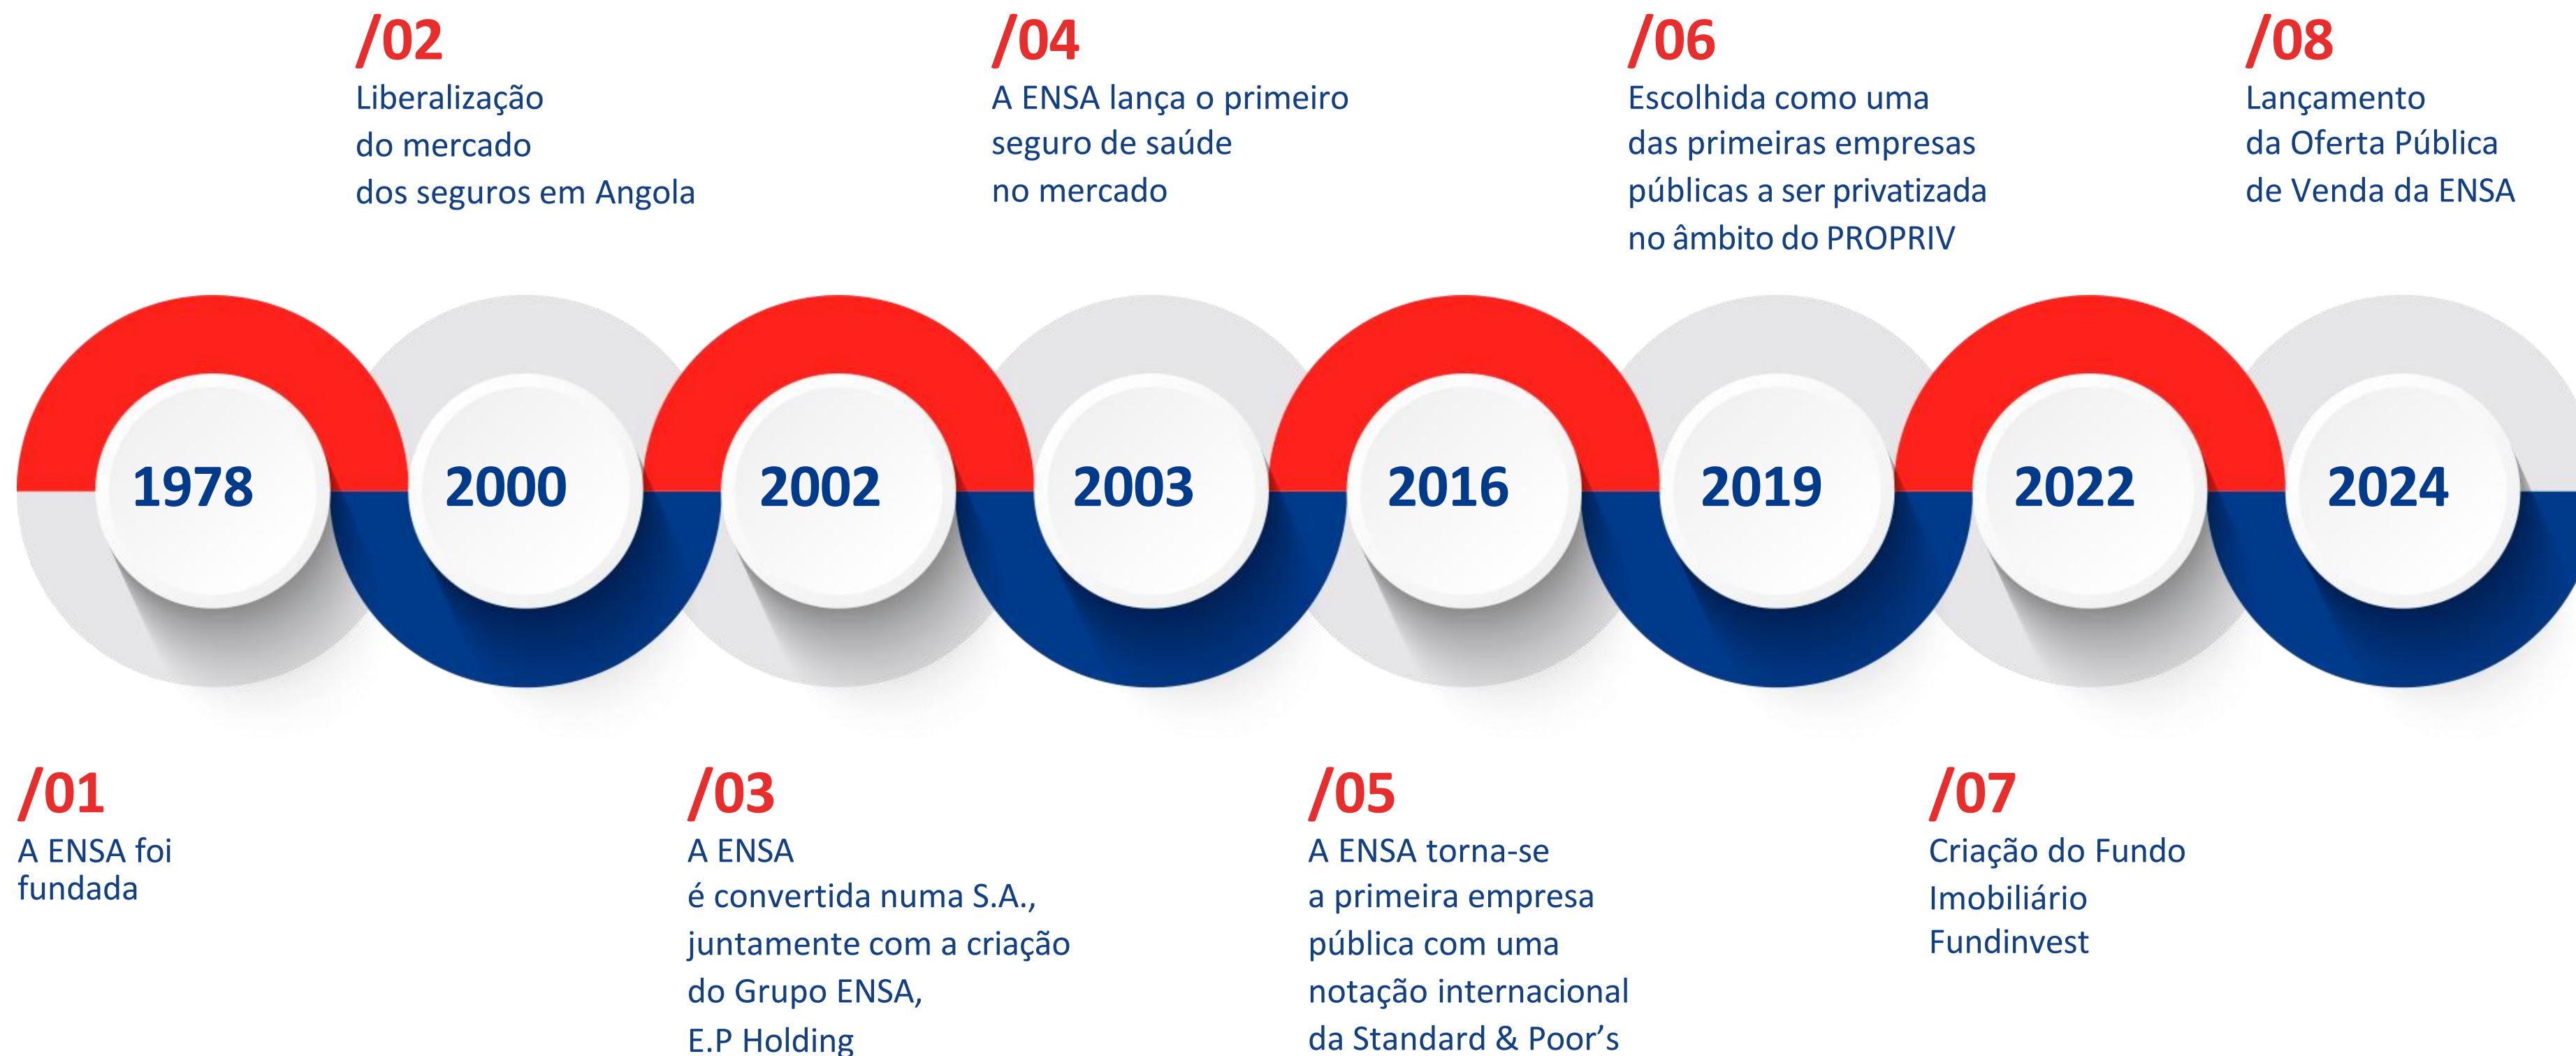 /02
Liberalização
do mercado
dos seguros em Angola
/04
A ENSA lança o primeiro
seguro de saúde
no mercado
/06
Escolhida como uma
das primeiras empresas
públicas a ser privatizada
no âmbito do PROPRIV
/08
Lançamento
da Oferta Pública
de Venda da ENSA
1978
2000
2002
2003
2016
2019
2022
2024
/01
A ENSA foi
fundada
/03
A ENSA
é convertida numa S.A.,
juntamente com a criação
do Grupo ENSA,
E.P Holding
/05
A ENSA torna-se
a primeira empresa
pública com uma
notação internacional
da Standard & Poor’s
/07
Criação do Fundo
Imobiliário
Fundinvest